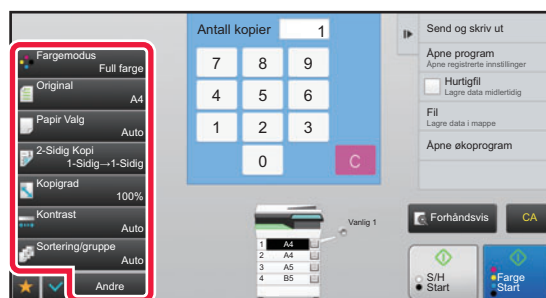 Fargemodus
Full farge
Original
A4
Papir Valg
Auto
2-Sidig Kopi
1-Sidig→1-Sidig
Kopigrad
100%
Kontrast
Auto
Sortering/gruppe
Auto
Andre
Antall kopier 1
7 8 9
4 5 6
1 2 3
0 C
Vanlig 1
1 A4
2 A4
3 A5
4 B5
Send og skriv ut
Åpne program
Åpne registrerte innstillinger
Hurtigfil
Lagre data midlertidig
Fil
Lagre data i mappe
Åpne økoprogram
Forhåndsvis CA
S/H
Start
Farge
Start